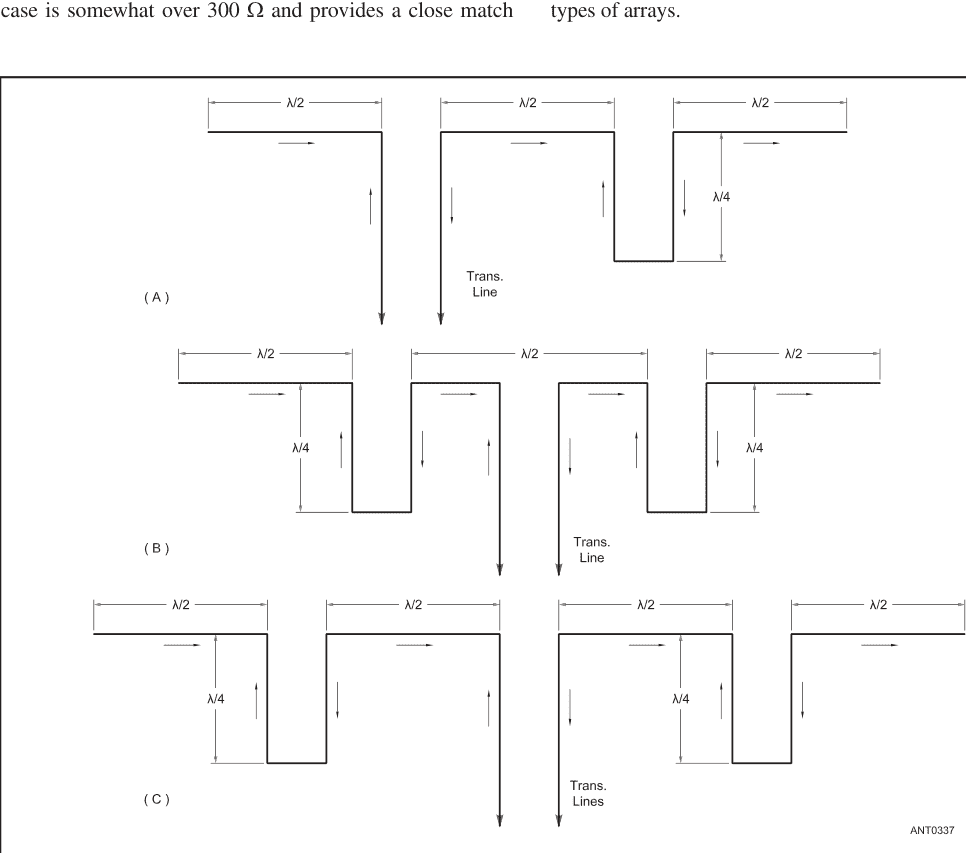 case is somewhat over 300 Ω and provides a close match
types of arrays.
λ/2 λ/2 λ/2
λ/4
Trans.
Line
( A )
λ/2 λ/2 λ/2
λ/4 λ/4
Trans.
Line
( B )
λ/2 λ/2 λ/2 λ/2
λ/4 λ/4
Trans.
Lines
( C )
ANT0337